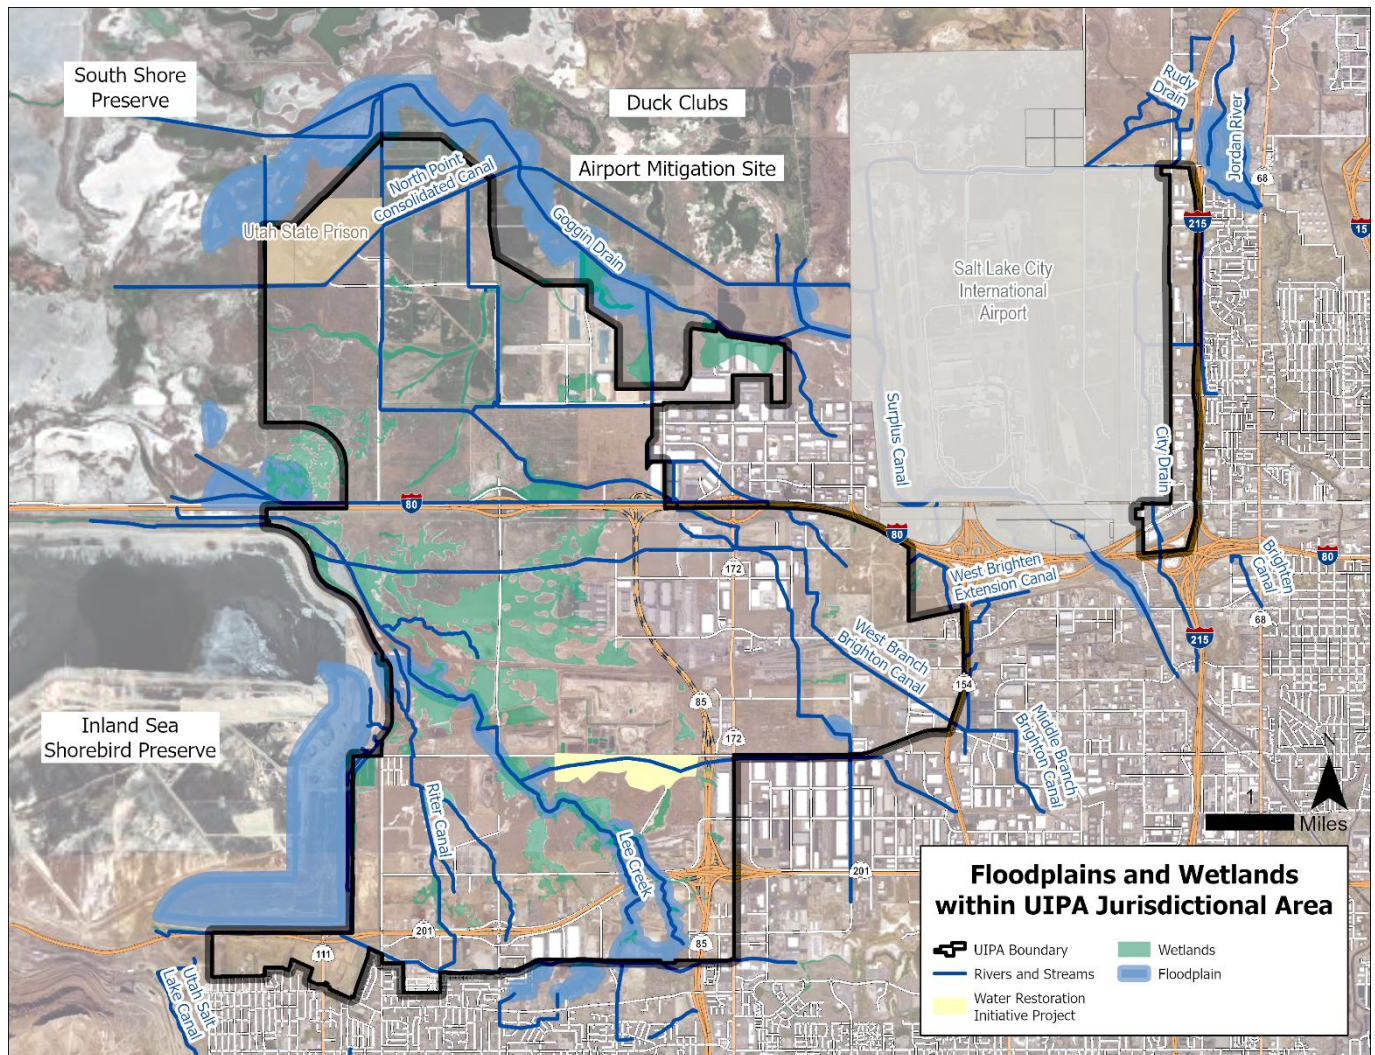 South Shore
Preserve
Duck Clubs
Airport Mitigation Site
Rudy
Drain
Jordan River
68
15
215
North Point
Consolidated Canal
Utah State Prison
Goggin Drain
Salt Lake City
International
Airport
Surplus Canal
City Drain
80
80
172
West Brighten
Extension Canal
Brighten
Canal
80
68
215
West Branch
Brighton Canal
154
85
172
Middle Branch
Brighton Canal
Inland Sea
Shorebird Preserve
Riter Canal
Lee Creek
N
1
Miles
201
201
111
85
Utah Salt
Lake Canal
Floodplains and Wetlands
within UIPA Jurisdictional Area
UIPA Boundary
Wetlands
Rivers and Streams
Floodplain
Water Restoration
Initiative Project